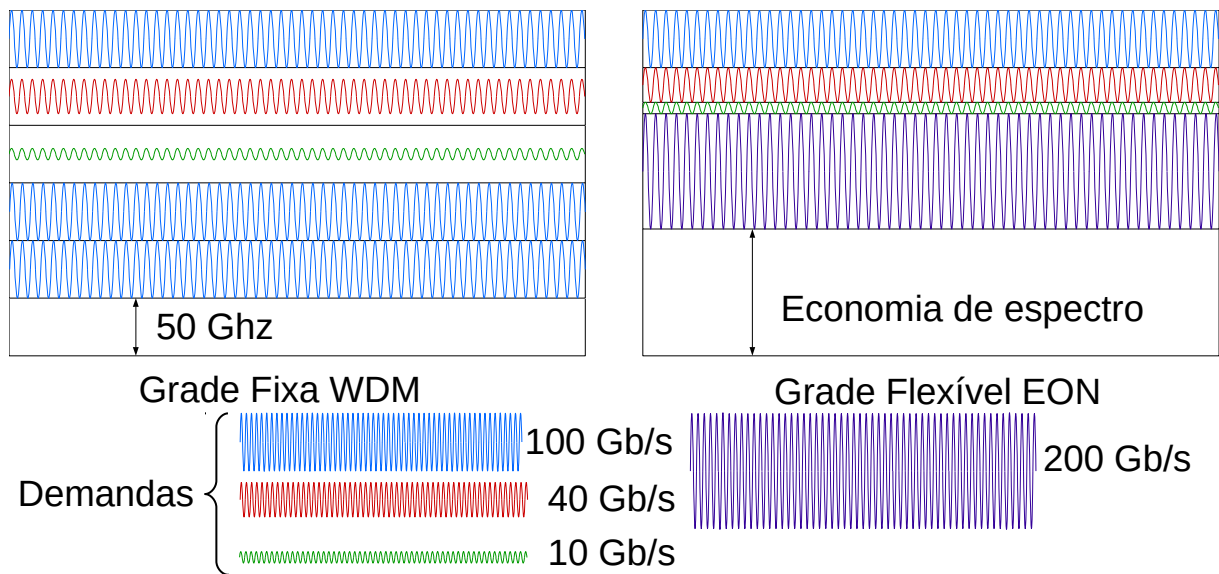 50 Ghz
Economia de espectro
Grade Fixa WDM
Grade Flexível EON
Demandas
100 Gb/s
40 Gb/s
10 Gb/s
200 Gb/s